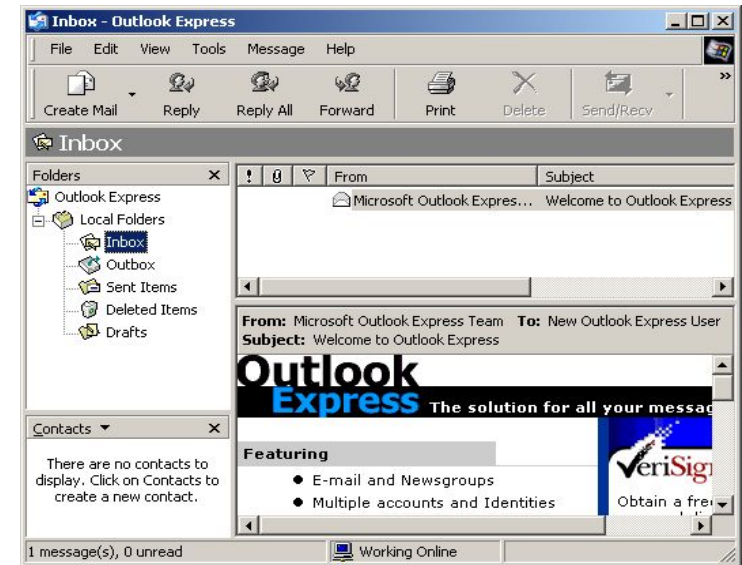 Inbox - Outlook Express
File Edit View Tools Message Help
Create Mail Reply Reply All Forward Print Delete Send/Recv »
Inbox
Folders × ! From Subject
Outlook Express
Microsoft Outlook Expres... Welcome to Outlook Express
Local Folders
Inbox
Outbox
Sent Items
Deleted Items
Drafts
From: Microsoft Outlook Express Team To: New Outlook Express User
Subject: Welcome to Outlook Express
Outlook
Express The solution for all your messag
Contacts ×
There are no contacts to
display. Click on Contacts to
create a new contact.
Featuring
• E-mail and Newsgroups
• Multiple accounts and Identities
VeriSign
Obtain a free
1 message(s), 0 unread Working Online